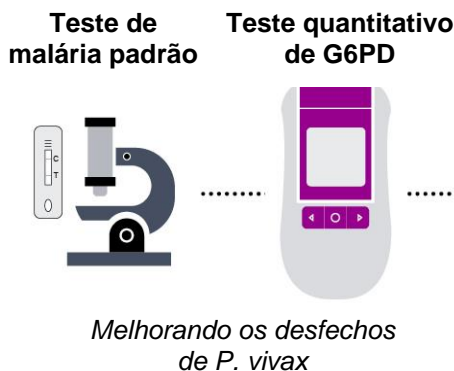 Teste de
malária padrão
Teste quantitativo
de G6PD
C
T
Melhorando os desfechos
de P. vivax